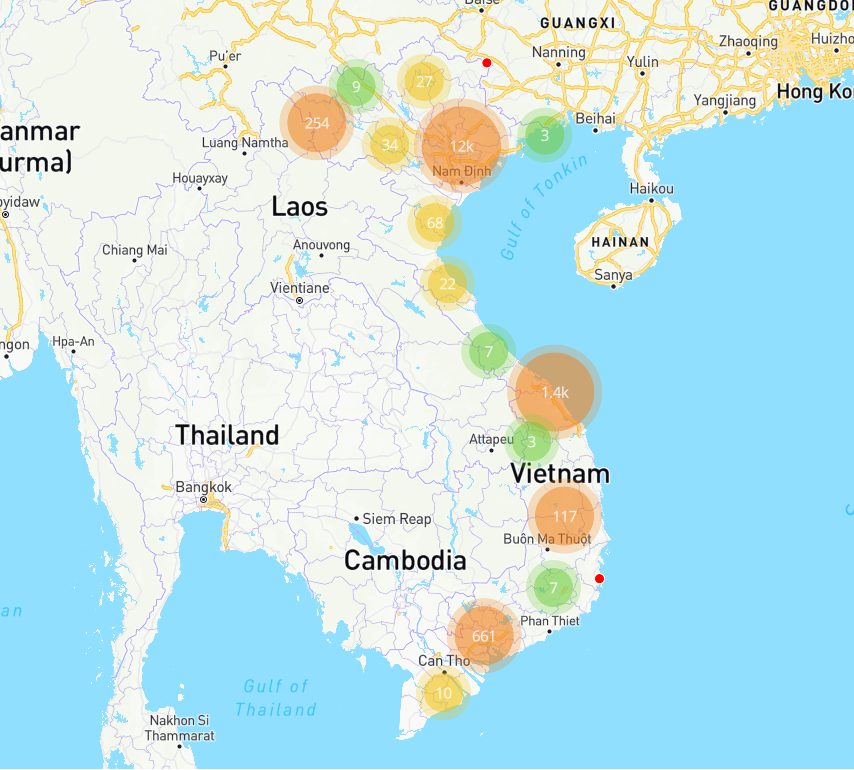 Baise
GUANGXI
GUANGDO
Pu'er
Nanning
Yulin
Zhaoqing
Huizho
Hong Ko
Yangjiang
9
27
254
34
12k
3
Beihai
anmar
urma)
Luang Namtha
Nam Định
Houayxay
Haikou
oyidaw
Laos
68
Gulf of Tonkin
HAINAN
Chiang Mai
Anouvong
Sanya
Vientiane
22
ngon
Hpa-An
7
1.4k
Thailand
Attapeu
3
Vietnam
Bangkok
Siem Reap
117
Buôn Ma Thuột
Cambodia
7
an
Phan Thiet
661
Can Tho
10
Gulf of
Thailand
Nakhon Si
Thammarat